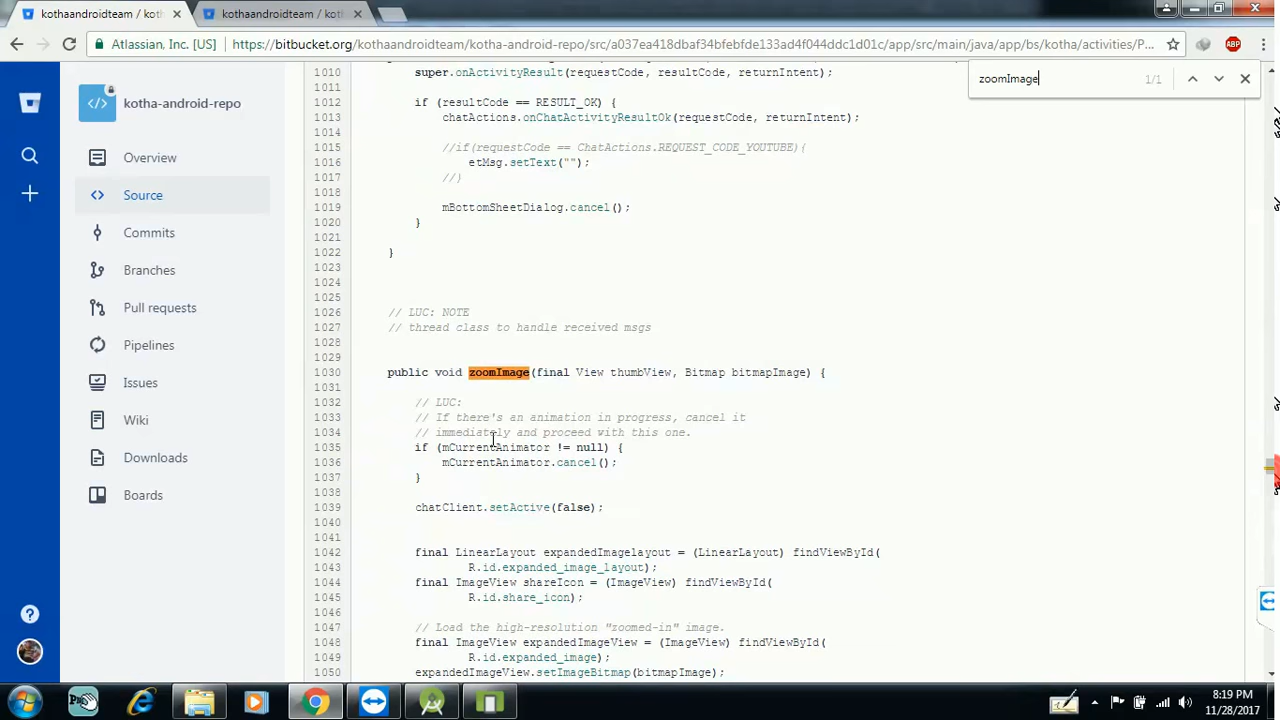 kothaandroidteam / kot
kothaandroidteam / kot
Atlassian, Inc. [US]
https://bitbucket.org/kothaandroidteam/kotha-android-repo/src/a037ea418dbaf34bfebffe133ad4f044ddc1d01c/app/src/main/java/app/bs/kotha/activities/P...
ABP
zoomImage
1/1
kotha-android-repo
Overview
Source
Commits
Branches
Pull requests
Pipelines
Issues
Wiki
Downloads
Boards
1010 super.onActivityResult(requestCode, resultCode, returnIntent);
1011
1012 if (resultCode == RESULT_OK) {
1013 chatActions.onChatActivityResultOk(requestCode, returnIntent);
1014
1015 //if(requestCode == ChatActions.REQUEST_CODE_YOUTUBE){
1016 etMsg.setText("");
1017 //}
1018
1019 mBottomSheetDialog.cancel();
1020 }
1021
1022 }
1023
1024
1025
1026 // LUC: NOTE
1027 // thread class to handle received msgs
1028
1029
1030 public void zoomImage(final View thumbView, Bitmap bitmapImage) {
1031
1032 // LUC:
1033 // If there's an animation in progress, cancel it
1034 // immediately and proceed with this one.
1035 if (mCurrentAnimator != null) {
1036 mCurrentAnimator.cancel();
1037 }
1038
1039 chatClient.setActive(false);
1040
1041
1042 final LinearLayout expandedImagelayout = (LinearLayout) findViewById(
1043 R.id.expanded_image_layout);
1044 final ImageView shareIcon = (ImageView) findViewById(
1045 R.id.share_icon);
1046
1047 // Load the high-resolution "zoomed-in" image.
1048 final ImageView expandedImageView = (ImageView) findViewById(
1049 R.id.expanded_image);
1050 expandedImageView.setImageBitmap(bitmapImage);
8:19 PM
11/28/2017